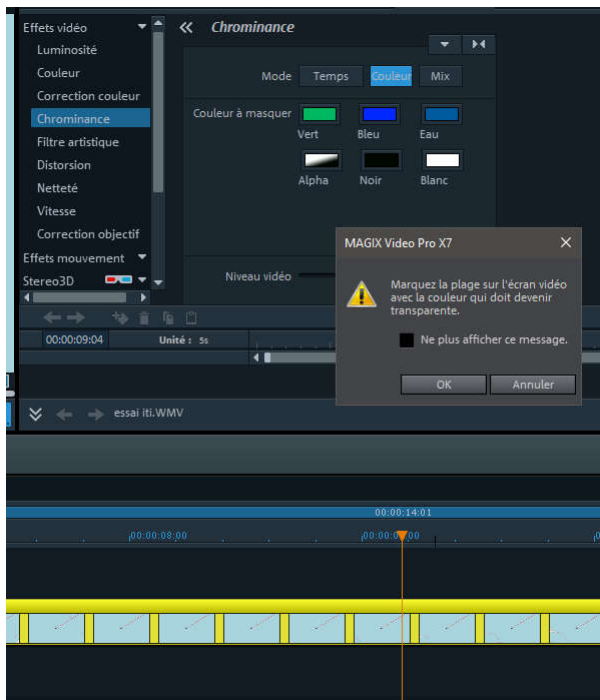 Effets vidéo
Chrominance
Luminosité
Couleur
Correction couleur
Chrominance
Filtre artistique
Distorsion
Netteté
Vitesse
Correction objectif
Effets mouvement
Stereo3D
Mode Temps Couleur Mix
Couleur à masquer
Vert Bleu Eau
Alpha Noir Blanc
Niveau vidéo
MAGIX Video Pro X7
Marquez la plage sur l'écran vidéo
avec la couleur qui doit devenir
transparente.
Ne plus afficher ce message.
OK Annuler
00:00:09:04 Unité : 5s
essai iti.WMV
00:00:14:01
00:00:08:00